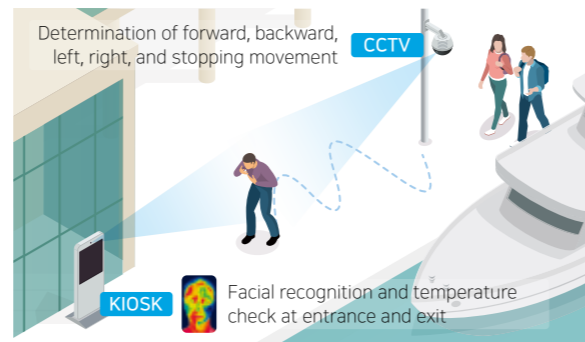 Determination of forward, backward,
left, right, and stopping movement
CCTV
KIOSK
Facial recognition and temperature
check at entrance and exit